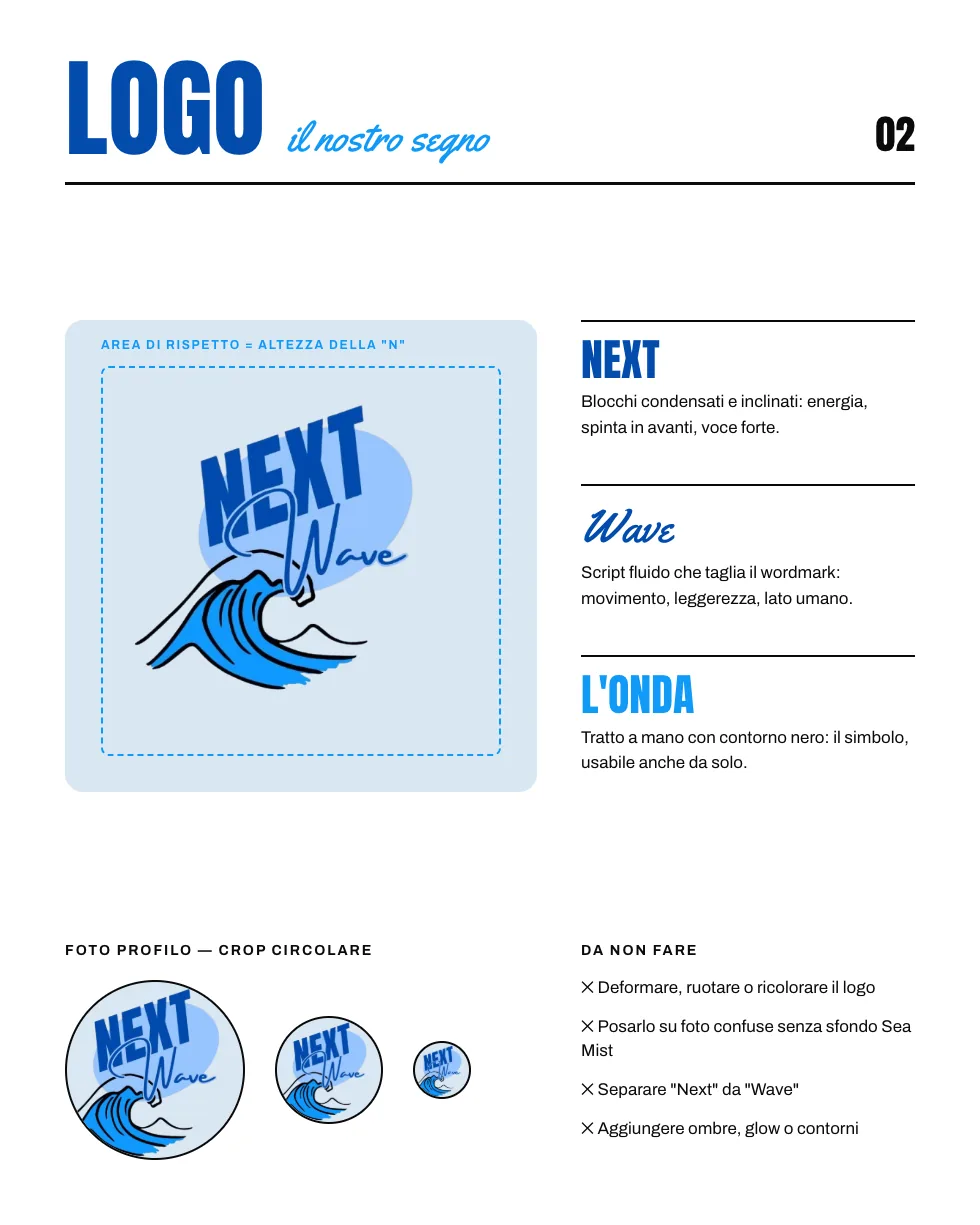 LOGO il nostro segno
02
AREA DI RISPETTO = ALTEZZA DELLA "N"
NEXT
Wave
NEXT
Blocchi condensati e inclinati: energia,
spinta in avanti, voce forte.
Wave
Script fluido che taglia il wordmark:
movimento, leggerezza, lato umano.
L'ONDA
Tratto a mano con contorno nero: il simbolo,
usabile anche da solo.
FOTO PROFILO — CROP CIRCOLARE
NEXT
Wave
NEXT
Wave
NEXT
Wave
DA NON FARE
✕ Deformare, ruotare o ricolorare il logo
✕ Posarlo su foto confuse senza sfondo Sea
Mist
✕ Separare "Next" da "Wave"
✕ Aggiungere ombre, glow o contorni